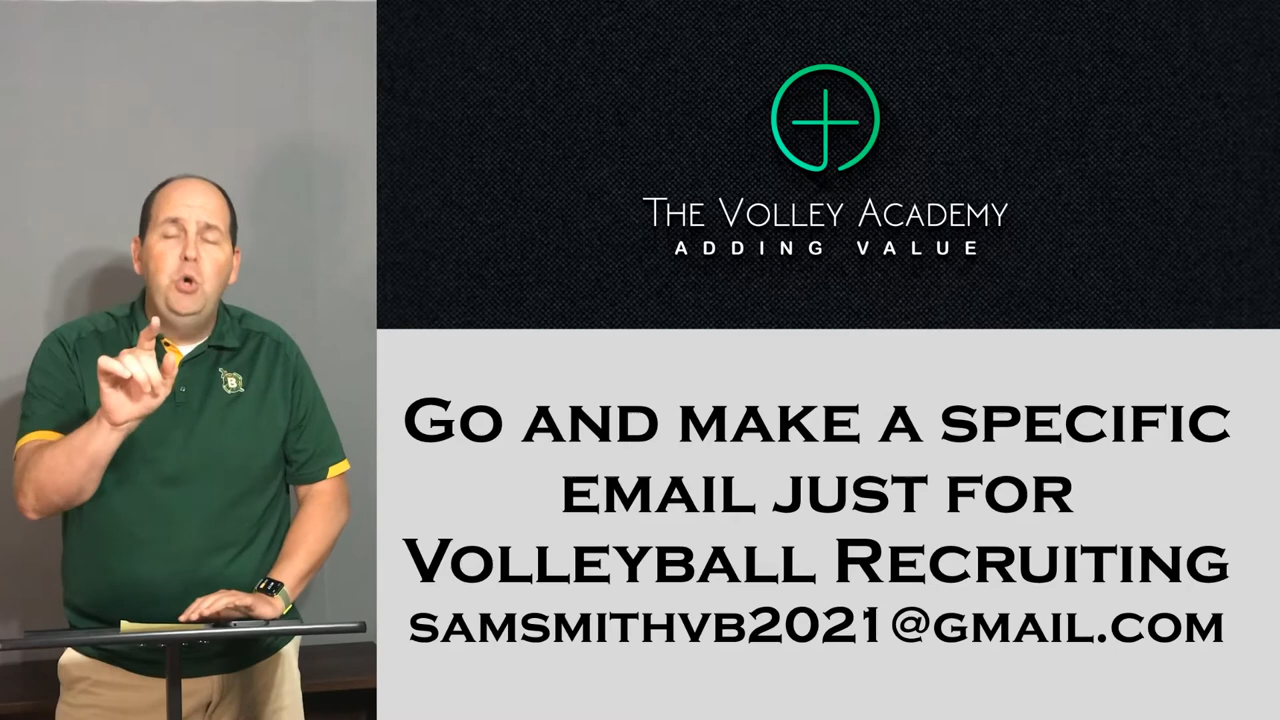 The Volley Academy
ADDING VALUE
Go and make a specific
email just for
Volleyball Recruiting
samsmithvb2021@gmail.com
B